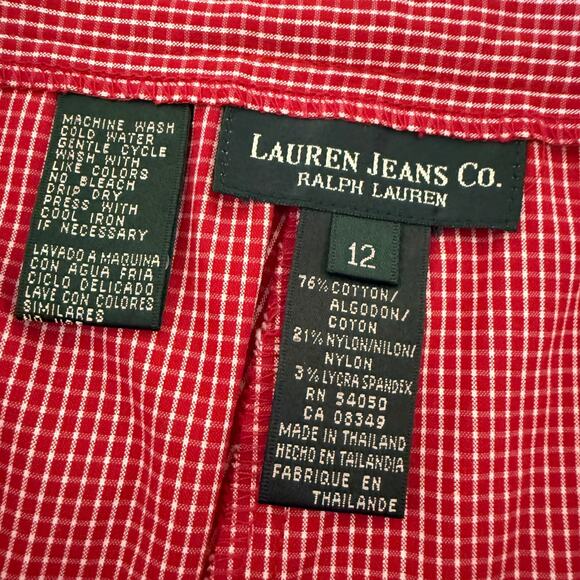 MACHINE WASH
COLD WATER
GENTLE CYCLE
WASH WITH
LIKE COLORS
NO BLEACH
DRIP DRY
PRESS WITH
COOL IRON
IF NECESSARY
LAVADO A MAQUINA
CON AGUA FRIA
CICLO DELICADO
LAVE CON COLORES
SIMILARES
LAUREN JEANS CO.
RALPH LAUREN
12
76% COTTON/
ALGODON/
COTON
21% NYLON/NILON/
NYLON
3% LYCRA SPANDEX
RN 54050
CA 08349
MADE IN THAILAND
HECHO EN TAILANDIA
FABRIQUE EN
THAILANDE